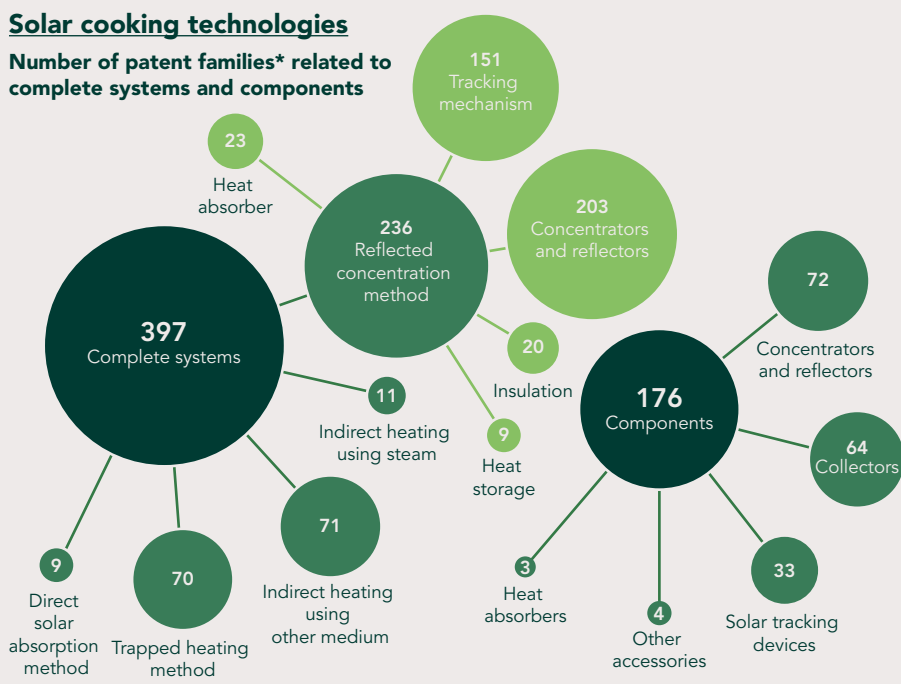 Solar cooking technologies
Number of patent families* related to
complete systems and components
151
Tracking
mechanism
23
Heat
absorber
236
Reflected
concentration
method
203
Concentrators
and reflectors
20
Insulation
9
Heat
storage
397
Complete systems
11
Indirect heating
using steam
71
Indirect heating
using
other medium
70
Trapped heating
method
9
Direct
solar
absorption
method
176
Components
72
Concentrators
and reflectors
64
Collectors
33
Solar tracking
devices
4
Other
accessories
3
Heat
absorbers